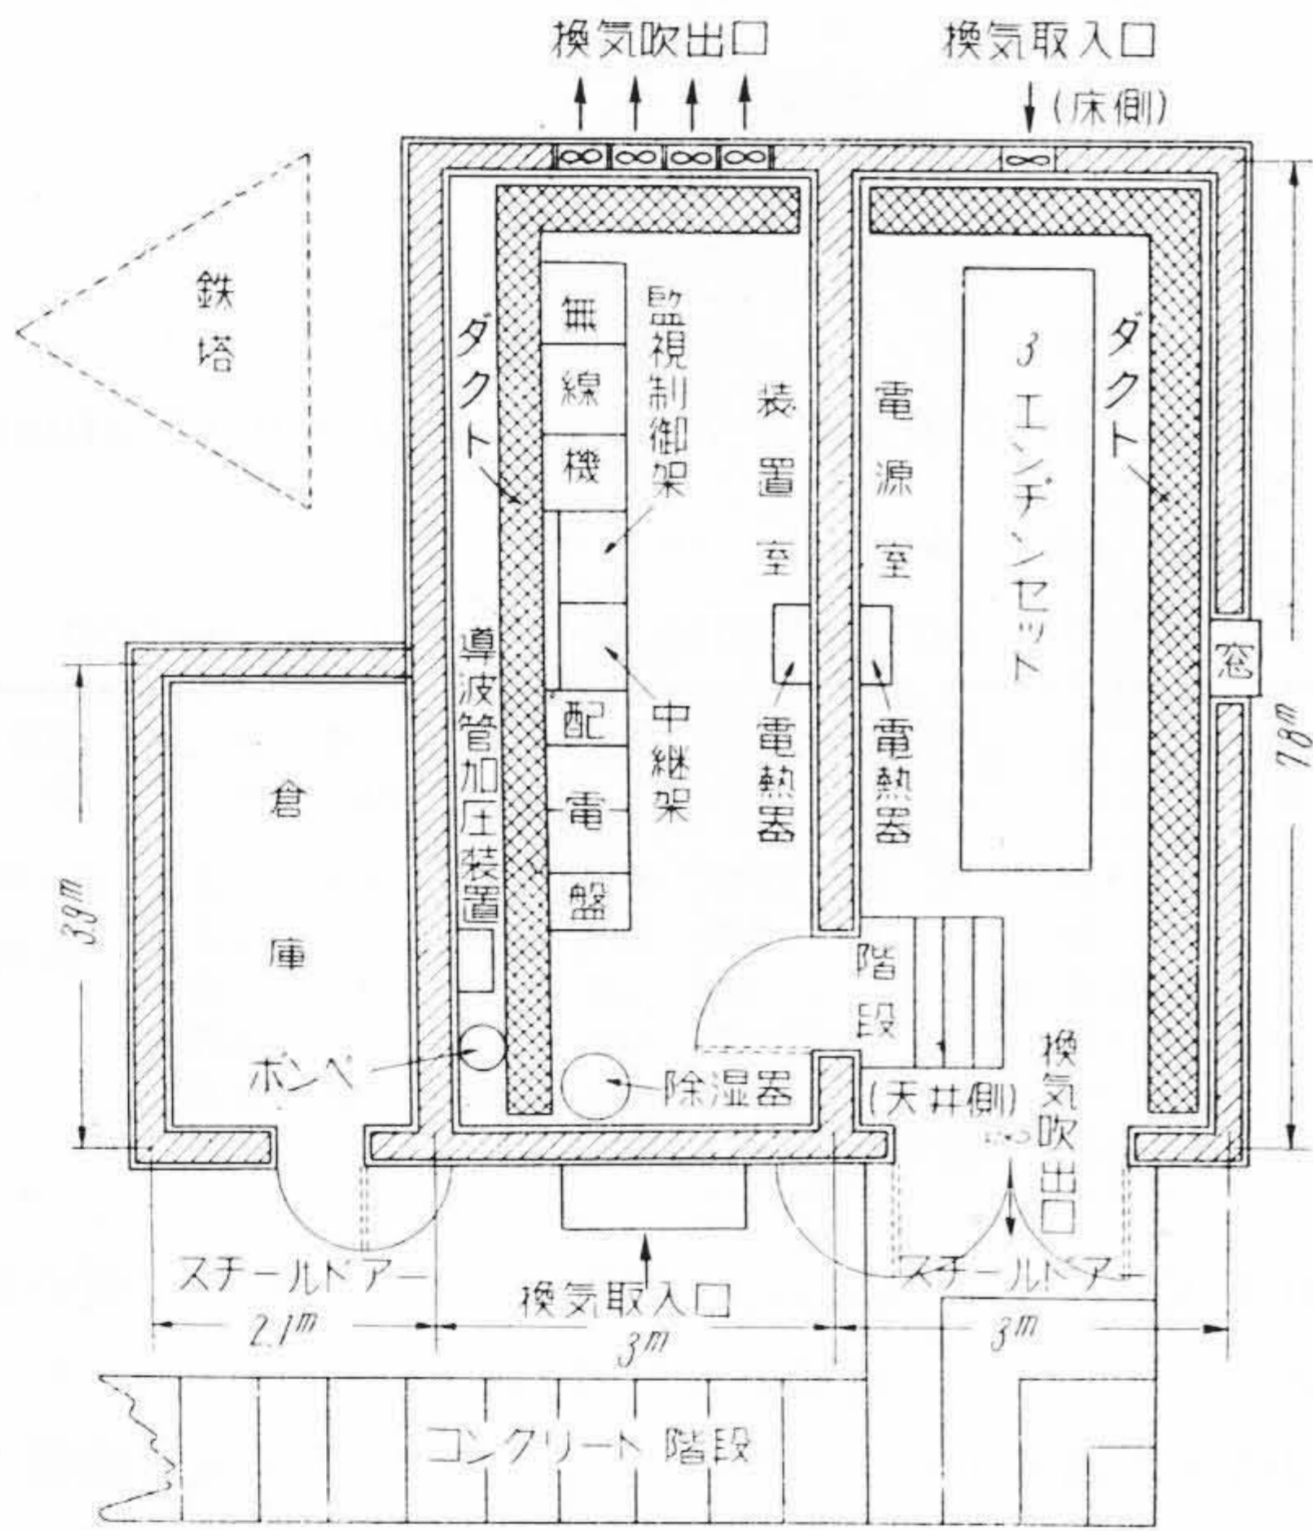 換気吹出口
換気取入口
(床側)
鉄塔
ダクト
無線機
監視制御架
装置室
電源室
3エンヂンセット
ダクト
窓
7.8m
導波管加圧装置
配電盤
中継架
電熱器
電熱器
倉庫
3.9m
階段
ボンベ
除湿器
(天井側)
換気吹出口
スチールドアー
換気取入口
スチールドアー
2.1m
3m
3m
コンクリート階段